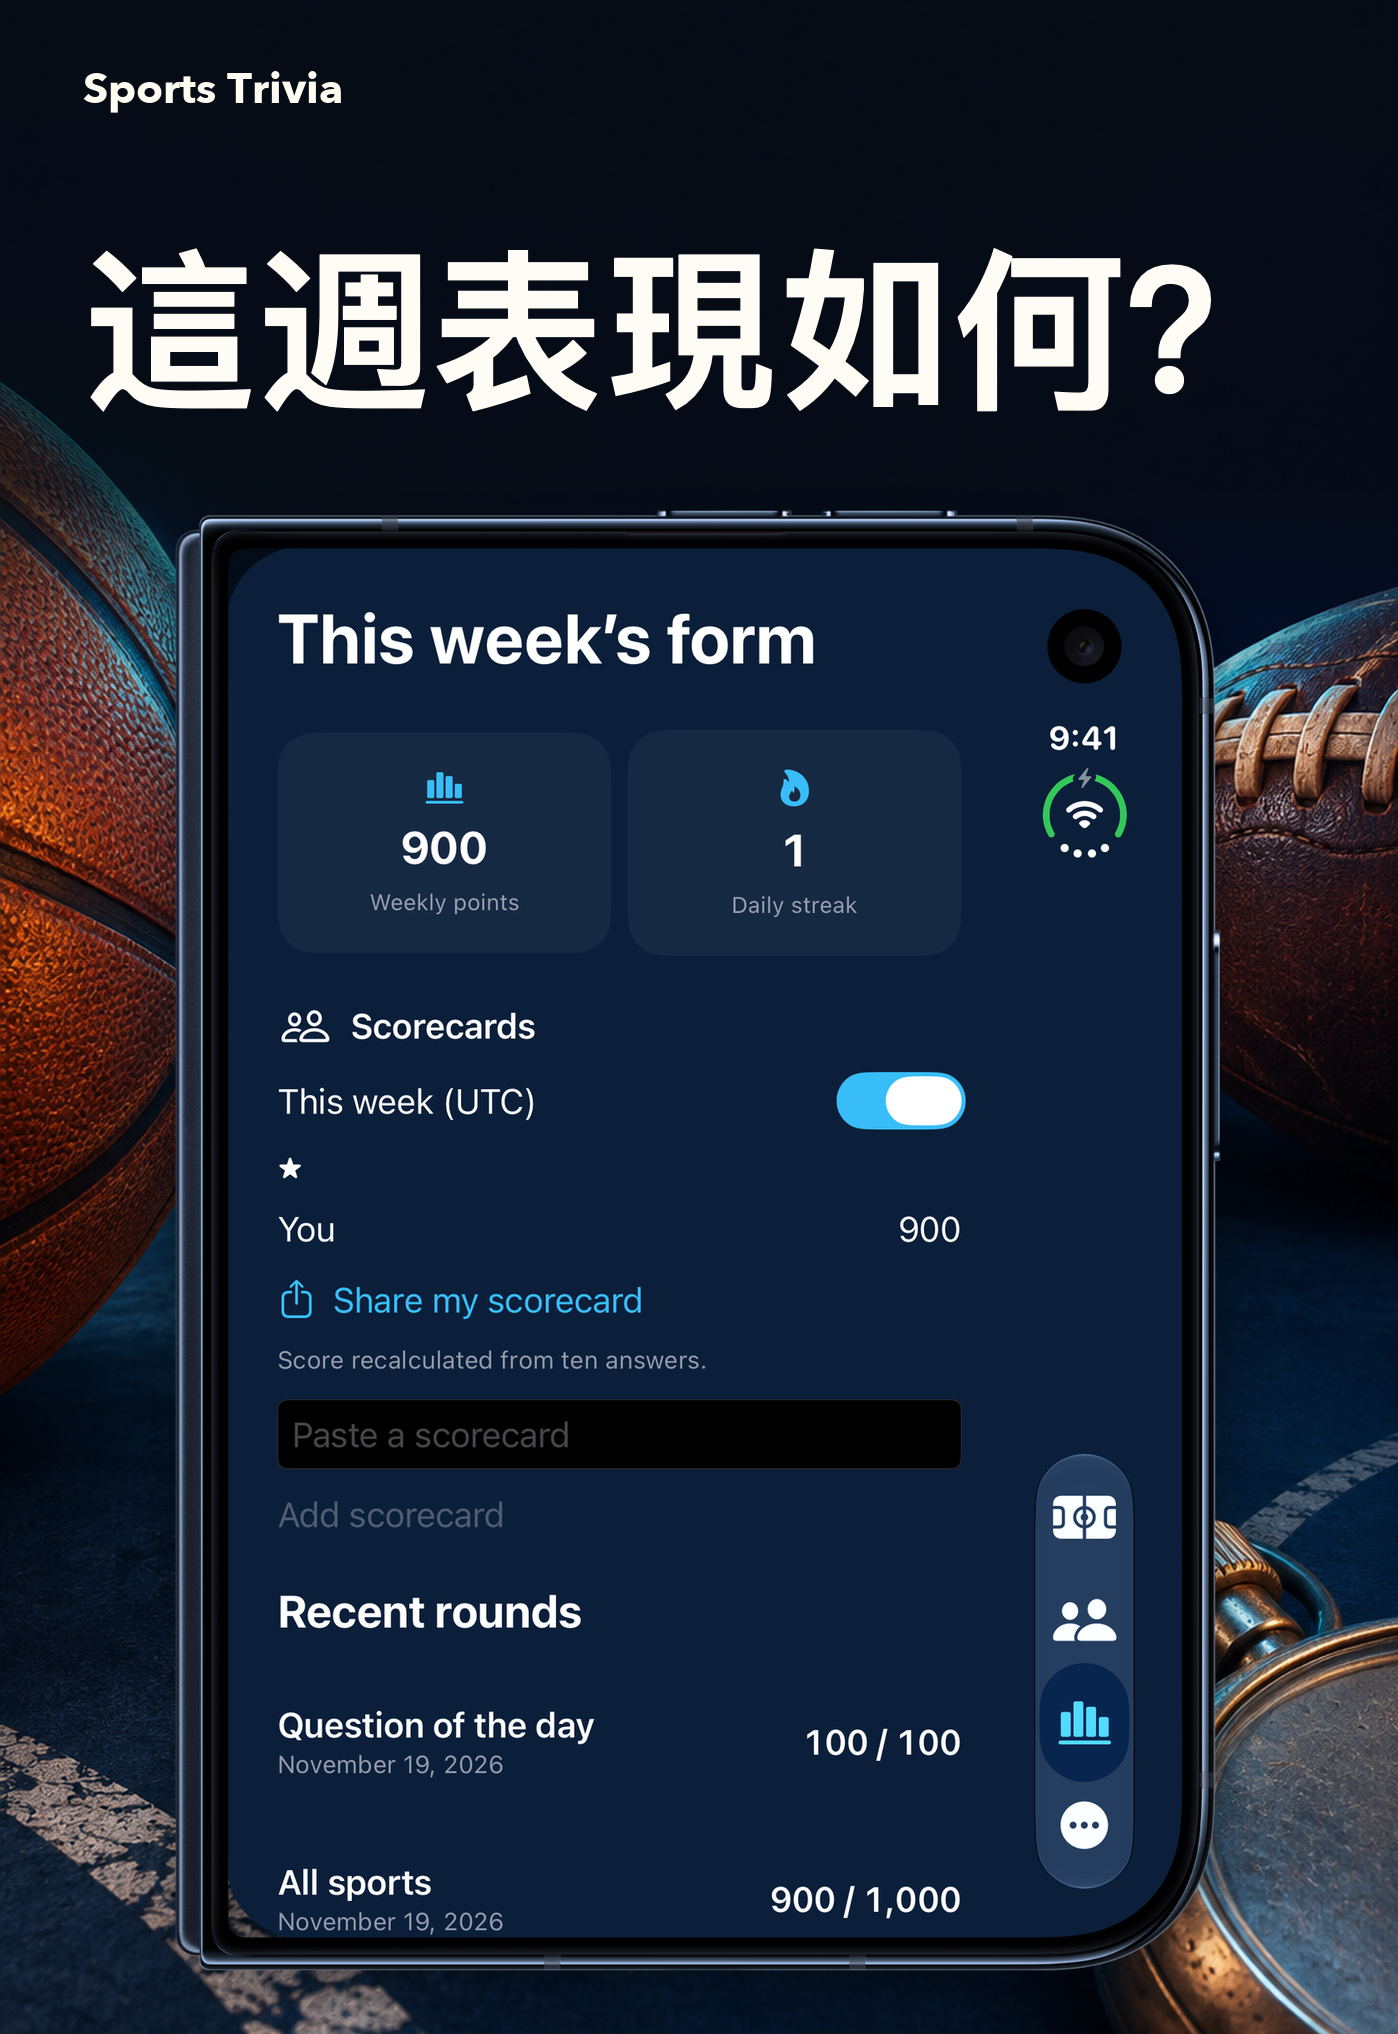 Sports Trivia
這週表現如何?
This week’s form
9:41
900
Weekly points
1
Daily streak
Scorecards
This week (UTC)
You 900
Share my scorecard
Score recalculated from ten answers.
Paste a scorecard
Add scorecard
Recent rounds
Question of the day 100 / 100
November 19, 2026
All sports 900 / 1,000
November 19, 2026